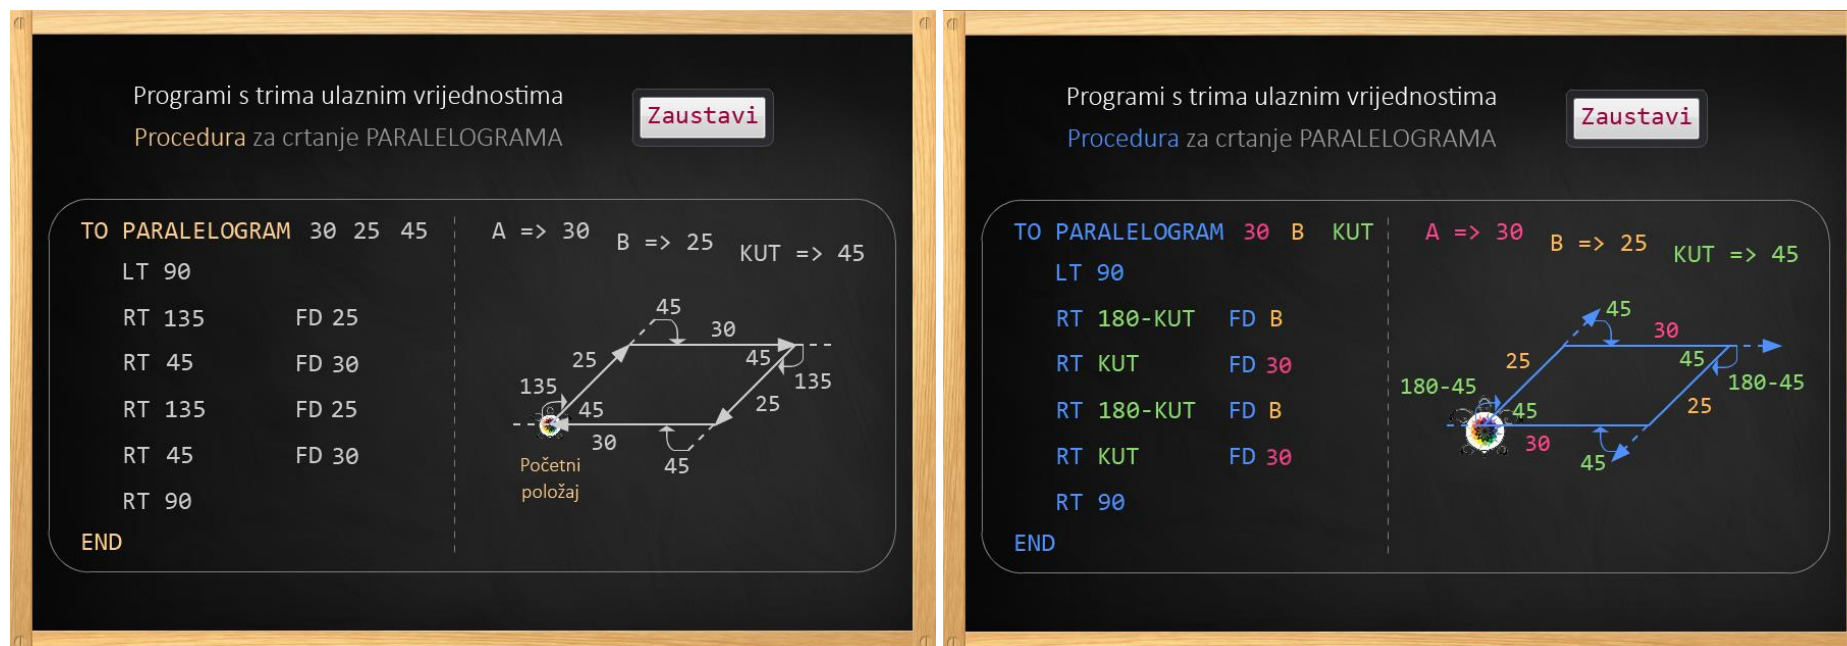 Programi s trima ulaznim vrijednostima
Procedura za crtanje PARALELOGRAMA
Zaustavi
TO PARALELOGRAM 30 25 45
LT 90
RT 135 FD 25
RT 45 FD 30
RT 135 FD 25
RT 45 FD 30
RT 90
END
A => 30
B => 25
KUT => 45
45
30
25
45
135
135
45
25
30
45
Početni
položaj
Programi s trima ulaznim vrijednostima
Procedura za crtanje PARALELOGRAMA
Zaustavi
TO PARALELOGRAM 30 B KUT
LT 90
RT 180-KUT FD B
RT KUT FD 30
RT 180-KUT FD B
RT KUT FD 30
RT 90
END
A => 30
B => 25
KUT => 45
45
30
25
45
180-45
180-45
45
25
30
45